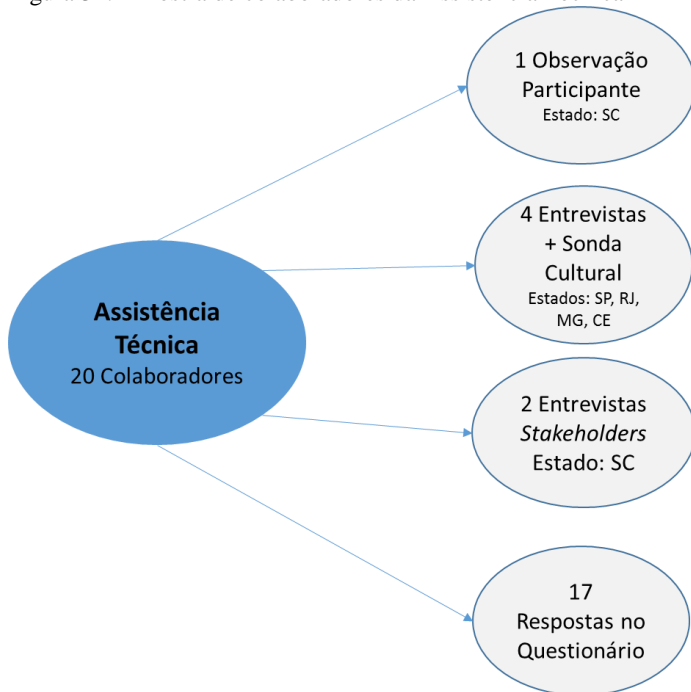 1 Observação
Participante
Estado: SC
4 Entrevistas
+ Sonda
Cultural
Estados: SP, RJ,
MG, CE
Assistência
Técnica
20 Colaboradores
2 Entrevistas
Stakeholders
Estado: SC
17
Respostas no
Questionário